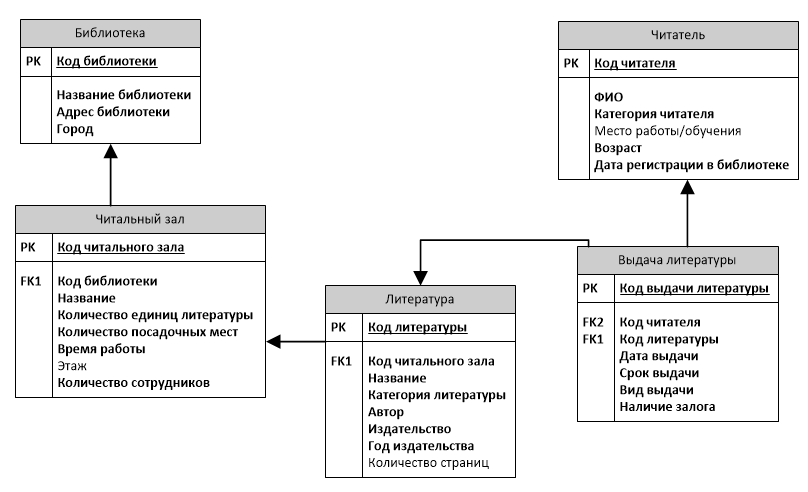 Библиотека
PK Код библиотеки
Название библиотеки
Адрес библиотеки
Город
Читатель
PK Код читателя
ФИО
Категория читателя
Место работы/обучения
Возраст
Дата регистрации в библиотеке
Читальный зал
PK Код читального зала
FK1 Код библиотеки
Название
Количество единиц литературы
Количество посадочных мест
Время работы
Этаж
Количество сотрудников
Литература
PK Код литературы
FK1 Код читального зала
Название
Категория литературы
Автор
Издательство
Год издательства
Количество страниц
Выдача литературы
PK Код выдачи литературы
FK2 Код читателя
FK1 Код литературы
Дата выдачи
Срок выдачи
Вид выдачи
Наличие залога